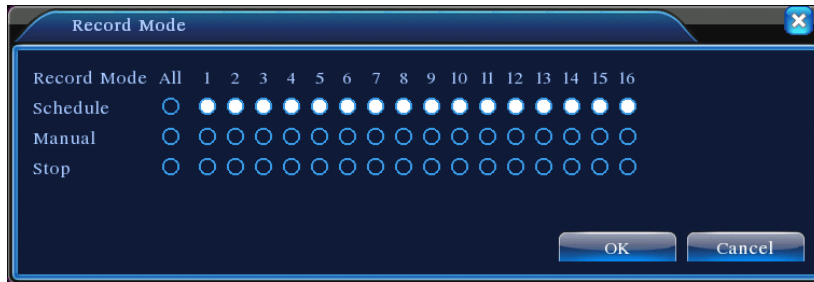 Record Mode
Record Mode All 1 2 3 4 5 6 7 8 9 10 11 12 13 14 15 16
Schedule
Manual
Stop
OK Cancel